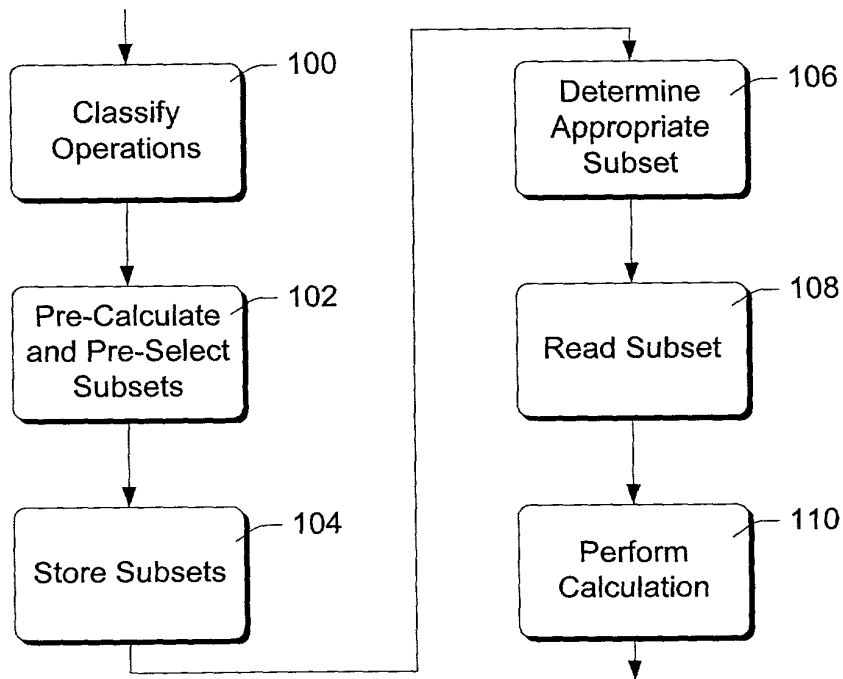 100
Classify
Operations
102
Pre-Calculate
and Pre-Select
Subsets
104
Store Subsets
106
Determine
Appropriate
Subset
108
Read Subset
110
Perform
Calculation